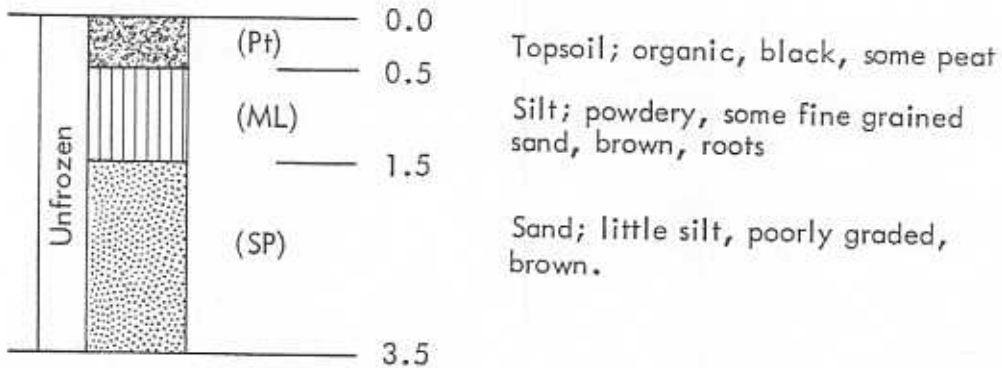 0.0
(Pt)
Topsoil; organic, black, some peat
0.5
(ML)
Silt; powdery, some fine grained
sand, brown, roots
1.5
Unfrozen
(SP)
Sand; little silt, poorly graded,
brown.
3.5